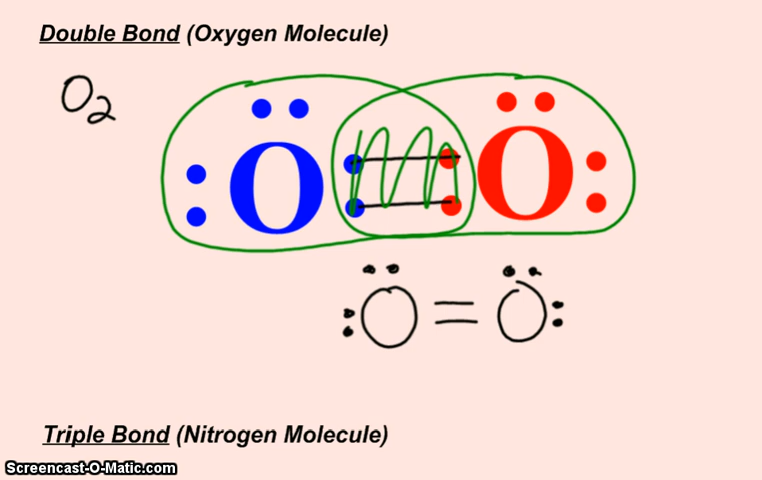 Double Bond (Oxygen Molecule)
O₂
O O
:Ö=Ö:
Triple Bond (Nitrogen Molecule)
Screencast-O-Matic.com